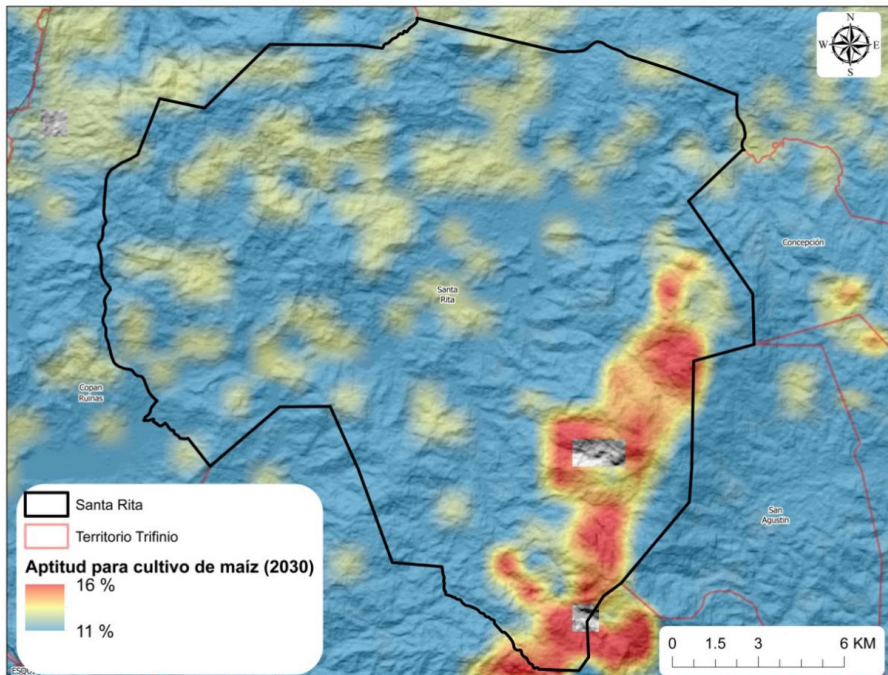 N
W E
S
Concepción
Santa
Rita
Copan
Ruinas
San
Agustin
Santa Rita
Territorio Trifinio
Aptitud para cultivo de maíz (2030)
16 %
11 %
0 1.5 3 6 KM